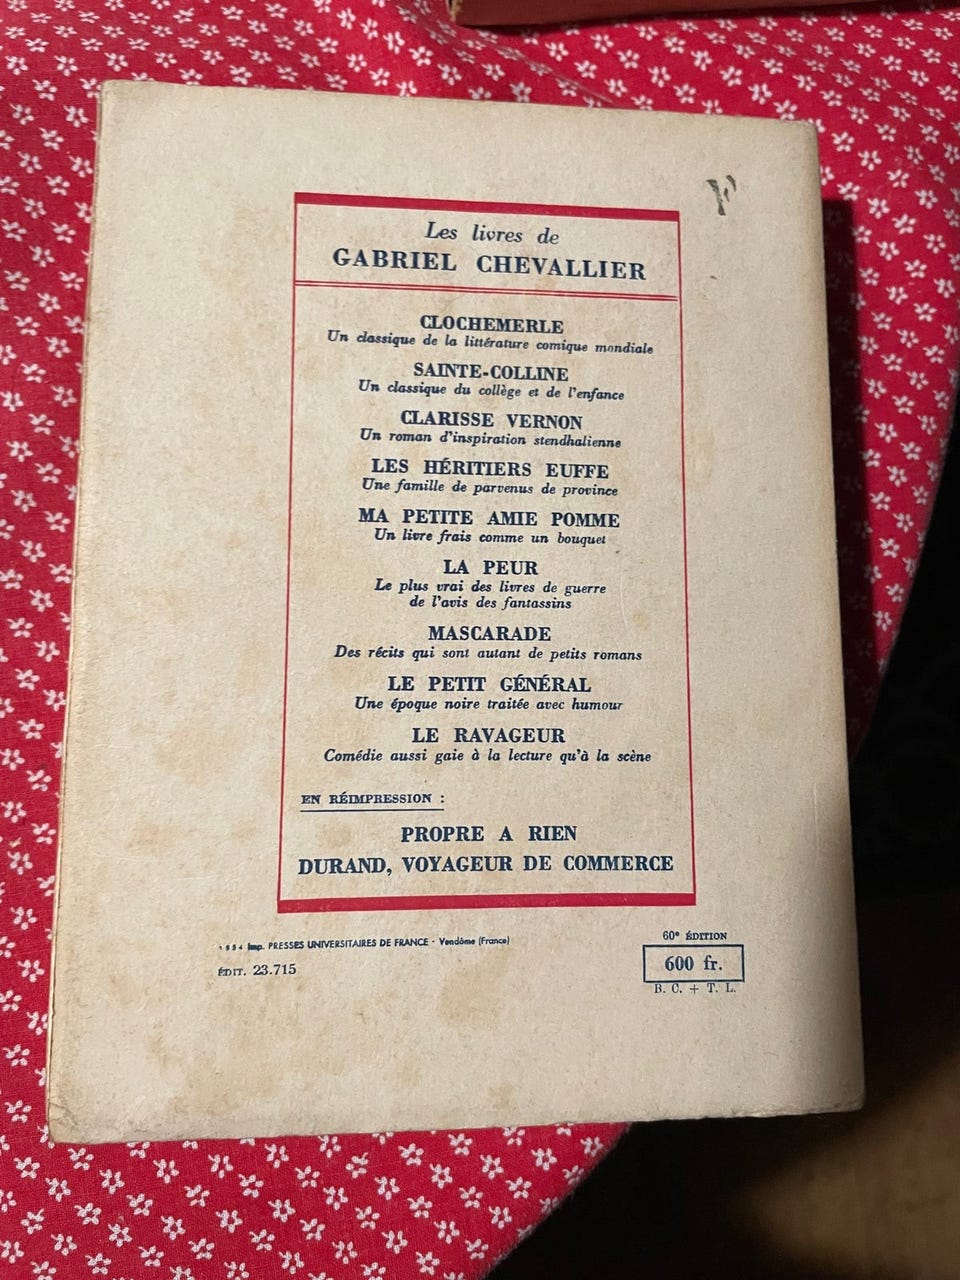 Les livres de
GABRIEL CHEVALLIER
CLOCHEMERLE
Un classique de la littérature comique mondiale
SAINTE-COLLINE
Un classique du collège et de l'enfance
CLARISSE VERNON
Un roman d'inspiration stendhalienne
LES HÉRITIERS EUFFE
Une famille de parvenus de province
MA PETITE AMIE POMME
Un livre frais comme un bouquet
LA PEUR
Le plus vrai des livres de guerre
de l'avis des fantassins
MASCARADE
Des récits qui sont autant de petits romans
LE PETIT GÉNÉRAL
Une époque noire traitée avec humour
LE RAVAGEUR
Comédie aussi gaie à la lecture qu'à la scène
EN RÉIMPRESSION :
PROPRE A RIEN
DURAND, VOYAGEUR DE COMMERCE
1954 Imp. PRESSES UNIVERSITAIRES DE FRANCE - Vendôme (France)
ÉDIT. 23.715
60e ÉDITION
600 fr.
B. C. + T. L.